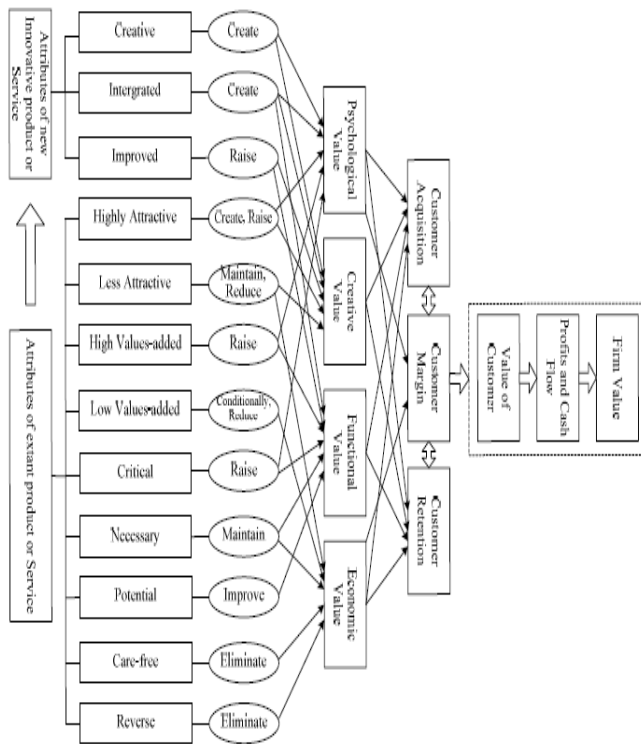 Attributes of new
Innovative product or
Service
Attributes of extant product or Service
Creative
Intergrated
Improved
Highly Attractive
Less Attractive
High Values-added
Low Values-added
Critical
Necessary
Potential
Care-free
Reverse
Create
Create
Raise
Create, Raise
Maintain,
Reduce
Raise
Conditionally,
Reduce
Raise
Maintain
Improve
Eliminate
Eliminate
Psychological
Value
Creative Value
Functional
Value
Economic
Value
Customer
Acquisition
Customer
Margin
Customer
Retention
Value of
Customer
Profits and Cash
Flow
Firm Value